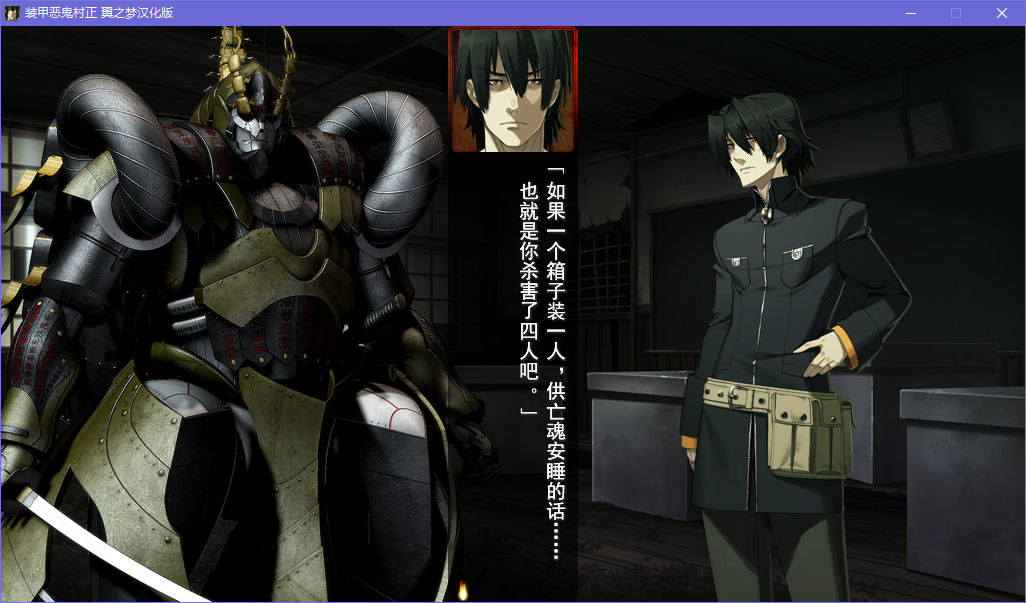 装甲恶鬼村正 翼之梦汉化版
「如果一个箱子装一人，供亡魂安睡的话……
也就是你杀害了四人吧。」